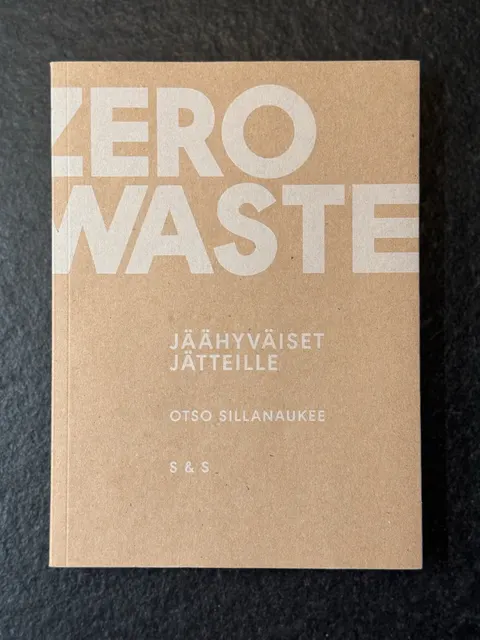 ZERO
WASTE
JÄÄHYVÄISET
JÄTTEILLE
OTSO SILLANAUKEE
S & S